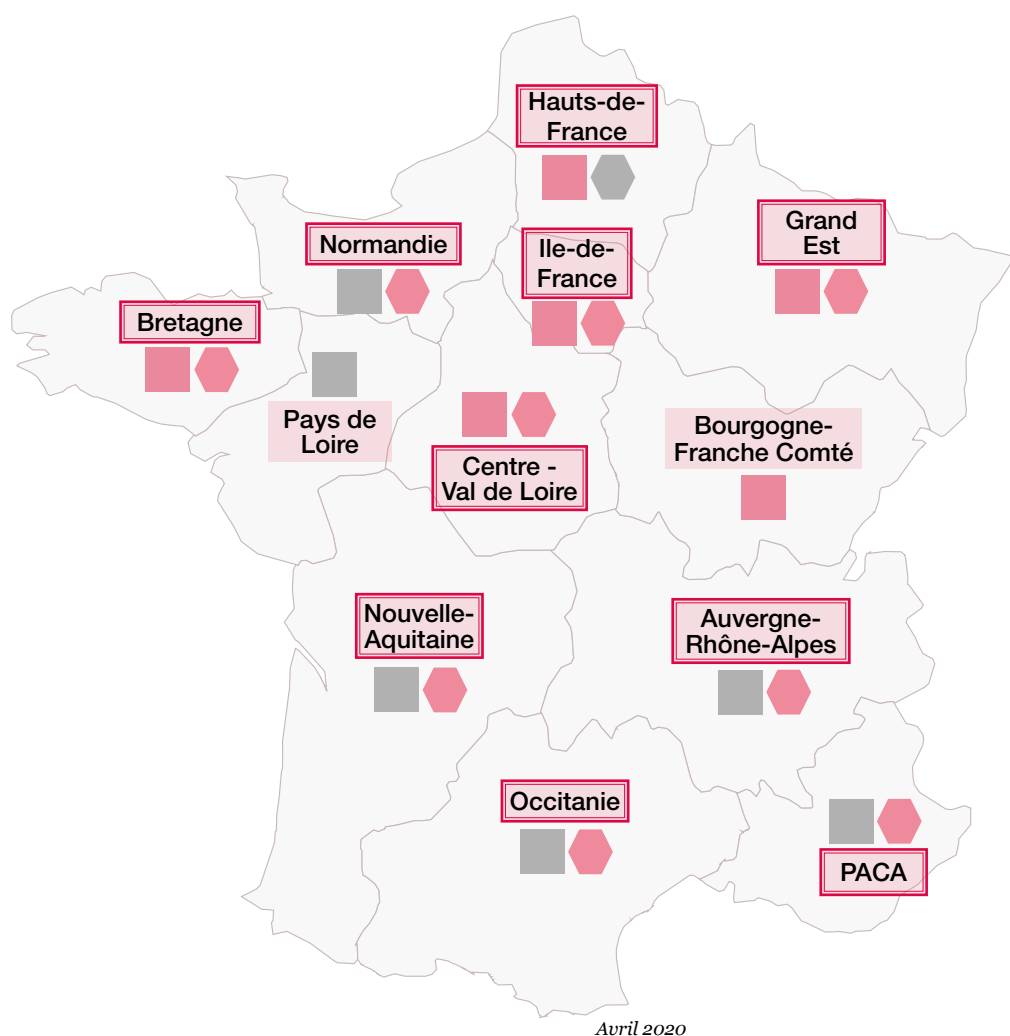 Hauts-de-
France
Grand
Est
Normandie
Ile-de-
France
Bretagne
Pays de
Loire
Centre -
Val de Loire
Bourgogne-
Franche Comté
Nouvelle-
Aquitaine
Auvergne-
Rhône-Alpes
Occitanie
PACA
Avril 2020